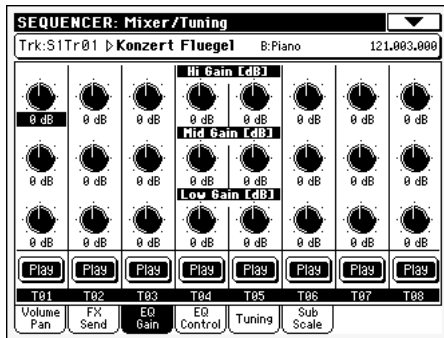 SEQUENCER: Mixer/Tuning
Trk:S1Tr01 ▷Konzert Fluegel B:Piano 121.003.000
Hi Gain [dB]
0 dB 0 dB 0 dB 0 dB 0 dB 0 dB 0 dB 0 dB
Mid Gain [dB]
0 dB 0 dB 0 dB 0 dB 0 dB 0 dB 0 dB 0 dB
Low Gain [dB]
0 dB 0 dB 0 dB 0 dB 0 dB 0 dB 0 dB 0 dB
Play Play Play Play Play Play Play Play
T01 T02 T03 T04 T05 T06 T07 T08
Volume Pan FX Send EQ Gain EQ Control Tuning Sub Scale